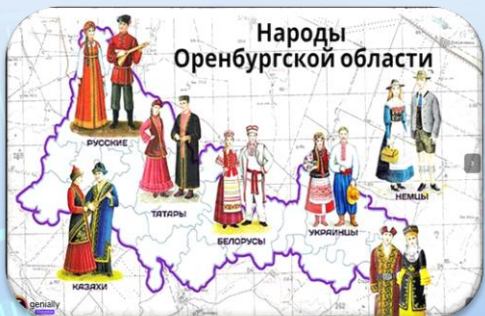 Народы
Оренбургской области
РУССКИЕ
ТАТАРЫ
БЕЛОРУСЫ
УКРАИНЦЫ
НЕМЦЫ
КАЗАХИ
genially